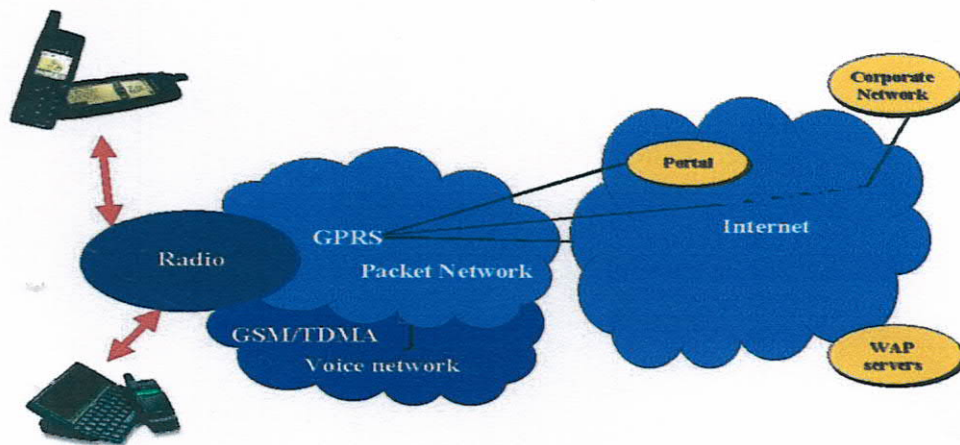 Corporate
Network
Portal
Internet
GPRS
Packet Network
Radio
GSM/TDMA
Voice network
WAP
servers